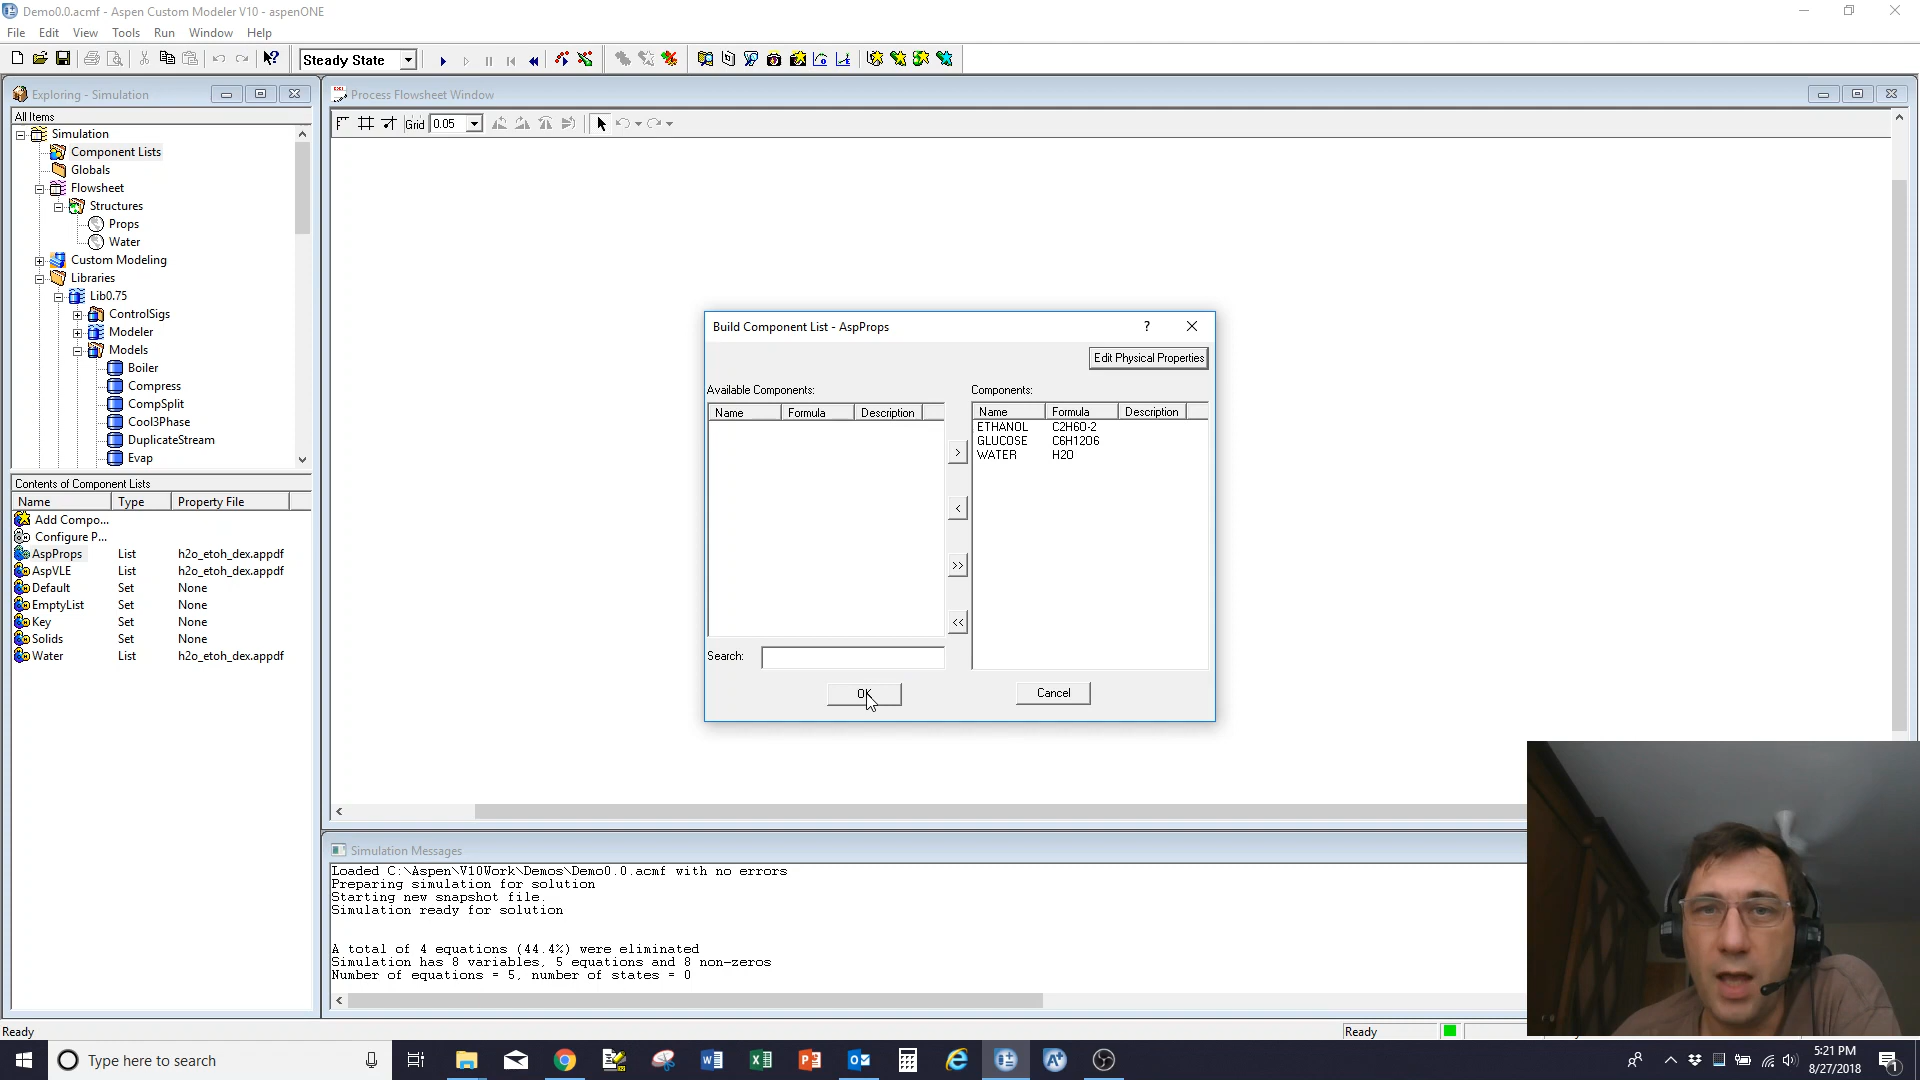 Demo0.0.acmf - Aspen Custom Modeler V10 - aspenONE
File Edit View Tools Run Window Help
Steady State
Exploring - Simulation
All Items
Simulation
Component Lists
Globals
Flowsheet
Structures
Props
Water
Custom Modeling
Libraries
Lib0.75
ControlSigs
Modeler
Models
Boiler
Compress
CompSplit
Cool3Phase
DuplicateStream
Evap
Contents of Component Lists
Name Type Property File
Add Compo...
Configure P...
AspProps List h2o_etoh_dex.appdf
AspVLE List h2o_etoh_dex.appdf
Default Set None
EmptyList Set None
Key Set None
Solids Set None
Water List h2o_etoh_dex.appdf
Process Flowsheet Window
Grid 0.05
Build Component List - AspProps ?
Edit Physical Properties
Available Components:
Name Formula Description
>
<
>>
<<
Search:
Components:
Name Formula Description
ETHANOL C2H6O-2
GLUCOSE C6H12O6
WATER H2O
OK Cancel
Simulation Messages
Loaded C:\Aspen\V10Work\Demos\Demo0.0.acmf with no errors
Preparing simulation for solution
Starting new snapshot file.
Simulation ready for solution
A total of 4 equations (44.4%) were eliminated
Simulation has 8 variables, 5 equations and 8 non-zeros
Number of equations = 5, number of states = 0
Ready Ready
Type here to search
5:21 PM
8/27/2018
1